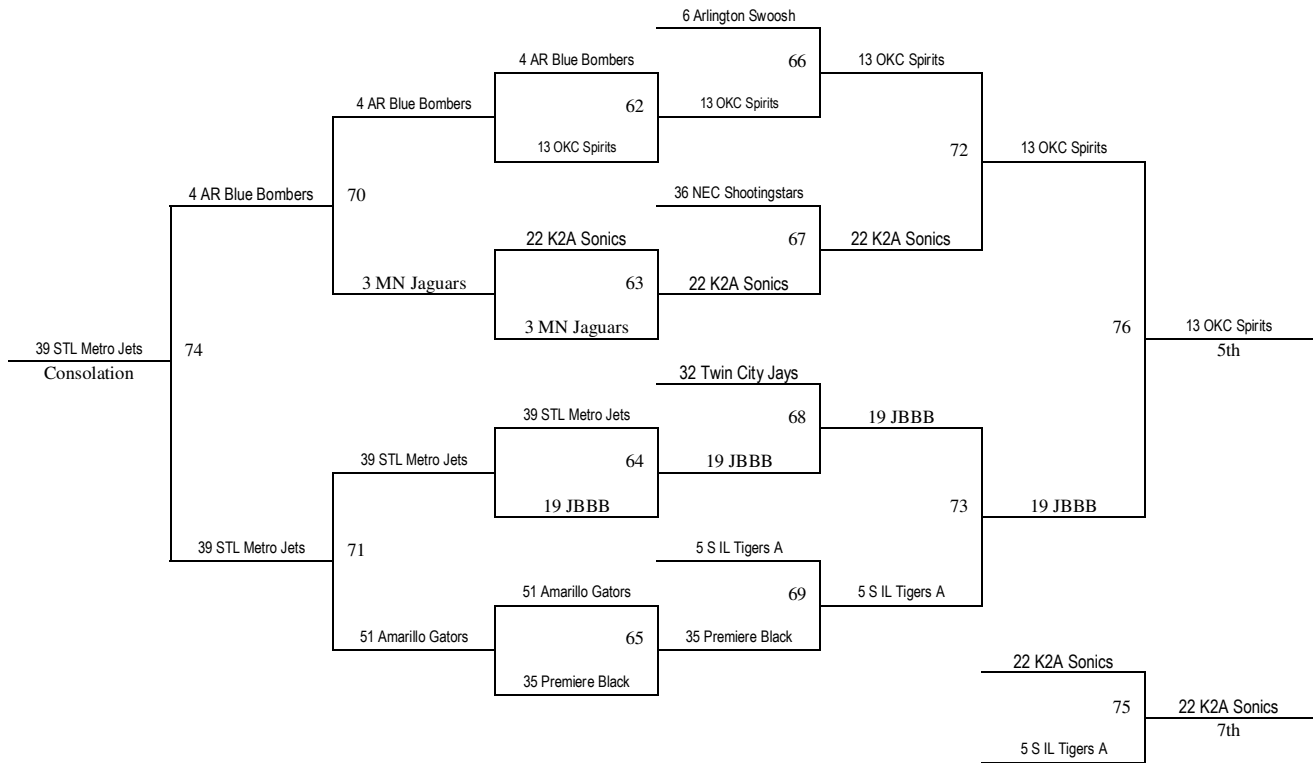 6 Arlington Swoosh
4 AR Blue Bombers
66
13 OKC Spirits
4 AR Blue Bombers
62
13 OKC Spirits
13 OKC Spirits
72
13 OKC Spirits
4 AR Blue Bombers
70
36 NEC Shootingstars
22 K2A Sonics
67
22 K2A Sonics
3 MN Jaguars
63
22 K2A Sonics
3 MN Jaguars
76
13 OKC Spirits
5th
39 STL Metro Jets
Consolation
74
32 Twin City Jays
39 STL Metro Jets
68
19 JBBB
39 STL Metro Jets
64
19 JBBB
19 JBBB
73
19 JBBB
39 STL Metro Jets
71
5 S IL Tigers A
51 Amarillo Gators
69
5 S IL Tigers A
51 Amarillo Gators
65
35 Premiere Black
35 Premiere Black
22 K2A Sonics
75
22 K2A Sonics
7th
5 S IL Tigers A